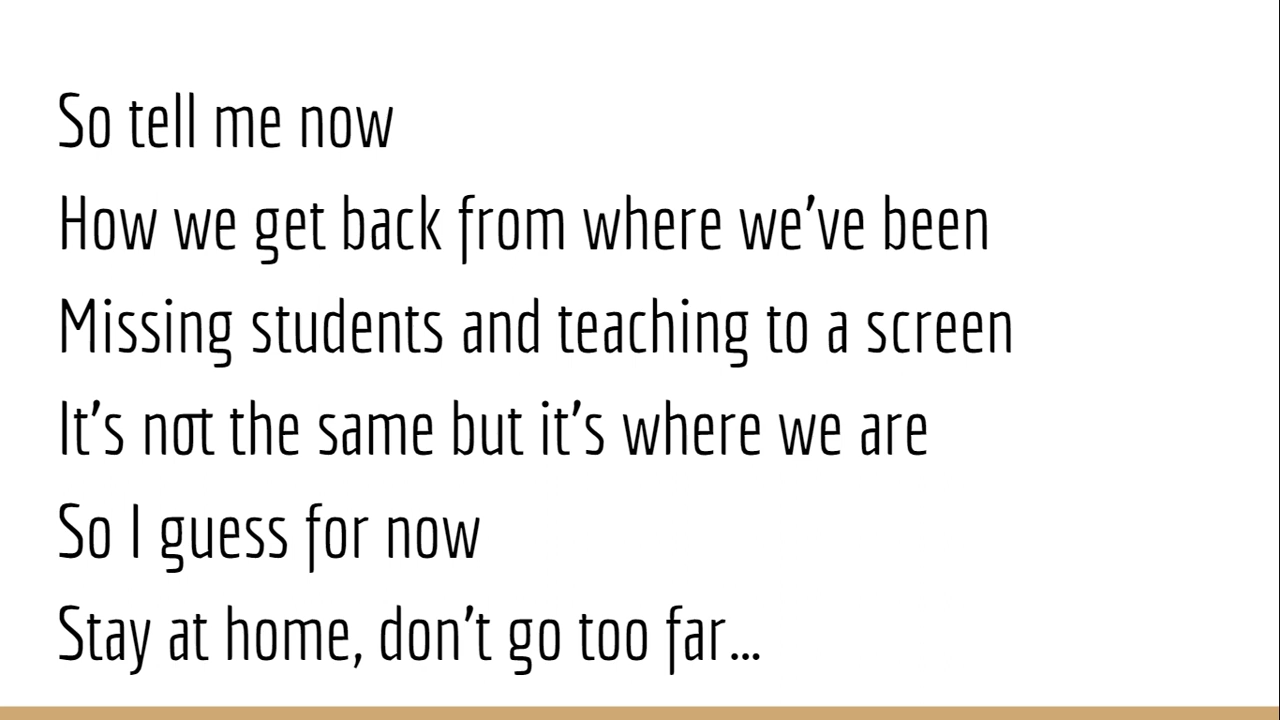 So tell me now
How we get back from where we've been
Missing students and teaching to a screen
It's not the same but it's where we are
So I guess for now
Stay at home, don't go too far...